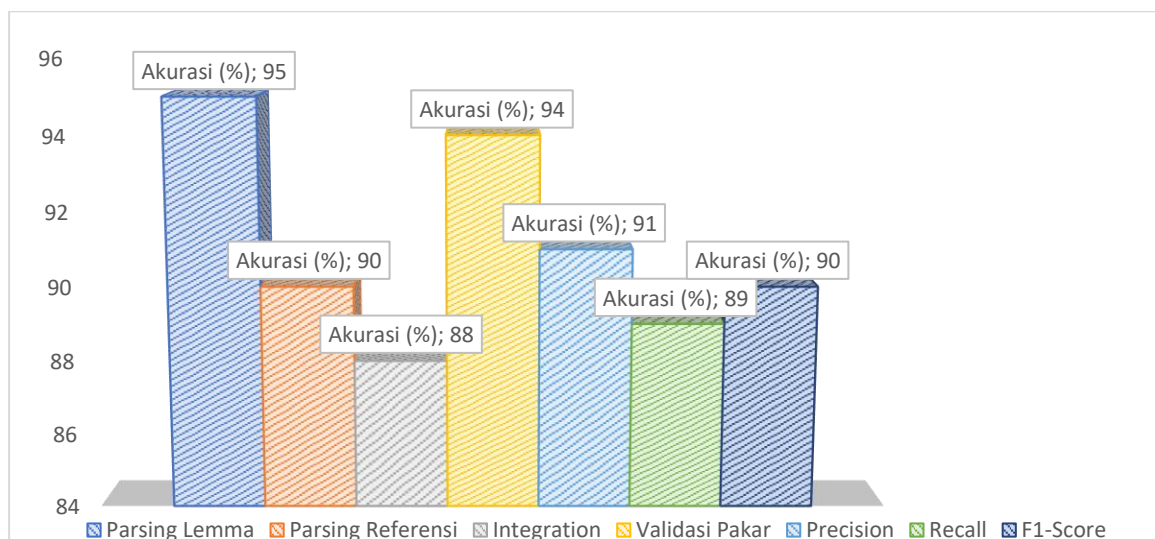 96
94
92
90
88
86
84
Akurasi (%); 95
Akurasi (%); 90
Akurasi (%); 88
Akurasi (%); 94
Akurasi (%); 91
Akurasi (%); 89
Akurasi (%); 90
Parsing Lemma Parsing Referensi Integration Validasi Pakar Precision Recall F1-Score